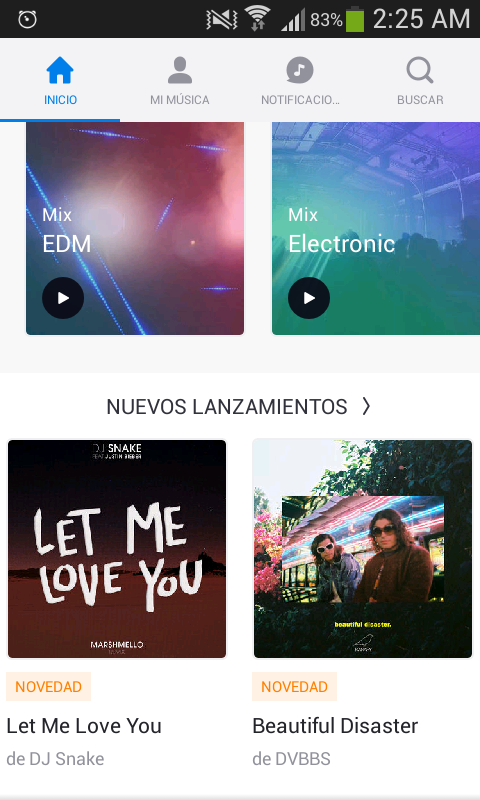 83% 2:25 AM
INICIO
MI MÚSICA
NOTIFICACIO...
BUSCAR
Mix
EDM
Mix
Electronic
NUEVOS LANZAMIENTOS
DJ SNAKE
FEAT. JUSTIN BIEBER
LET ME
LOVE YOU
MARSHMELLO
beautiful disaster.
NOVEDAD
NOVEDAD
Let Me Love You
Beautiful Disaster
de DJ Snake
de DVBBS